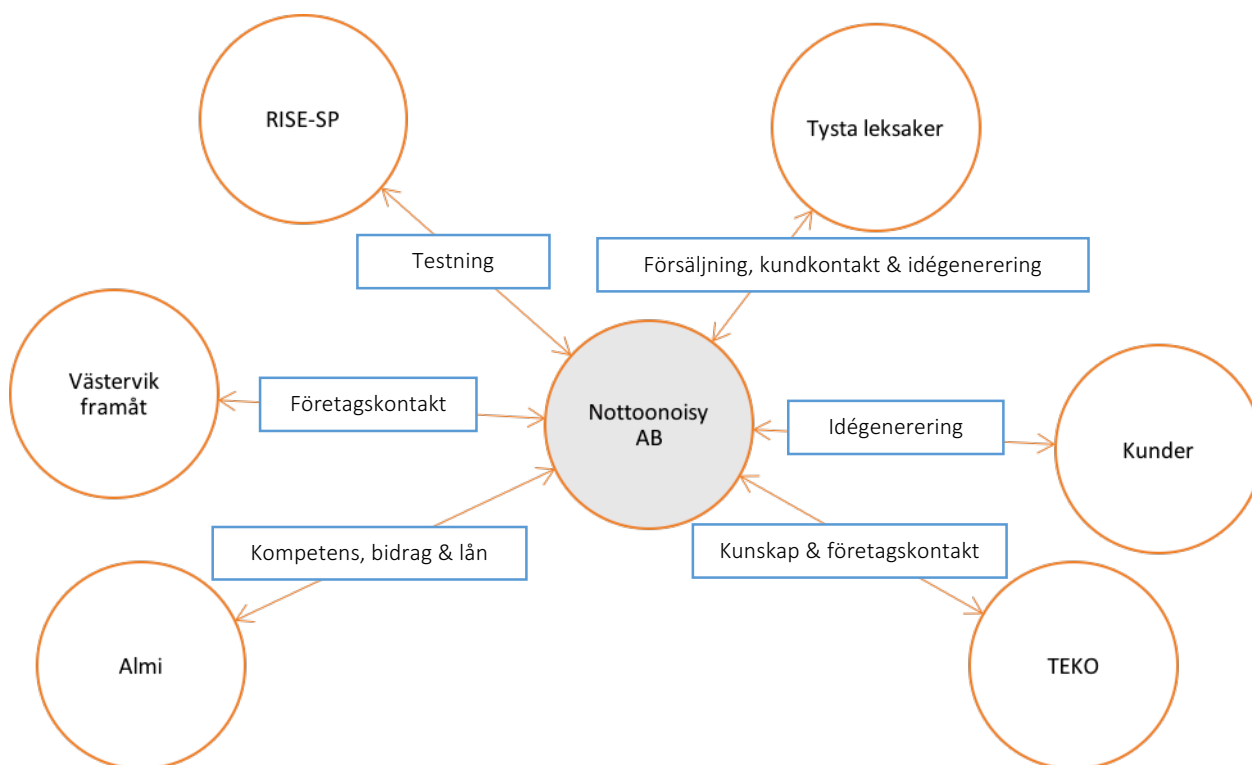 RISE-SP
Tysta leksaker
Testning
Försäljning, kundkontakt & idégenerering
Västervik
framåt
Företagskontakt
Nottoonoisy
AB
Idégenerering
Kunder
Kompetens, bidrag & lån
Kunskap & företagskontakt
Almi
TEKO